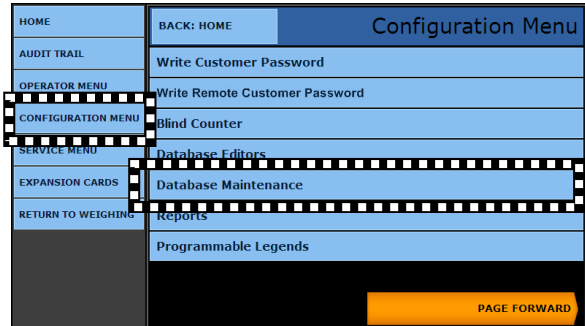 HOME
AUDIT TRAIL
OPERATOR MENU
CONFIGURATION MENU
SERVICE MENU
EXPANSION CARDS
RETURN TO WEIGHING
BACK: HOME
Configuration Menu
Write Customer Password
Write Remote Customer Password
Blind Counter
Database Editors
Database Maintenance
Reports
Programmable Legends
PAGE FORWARD